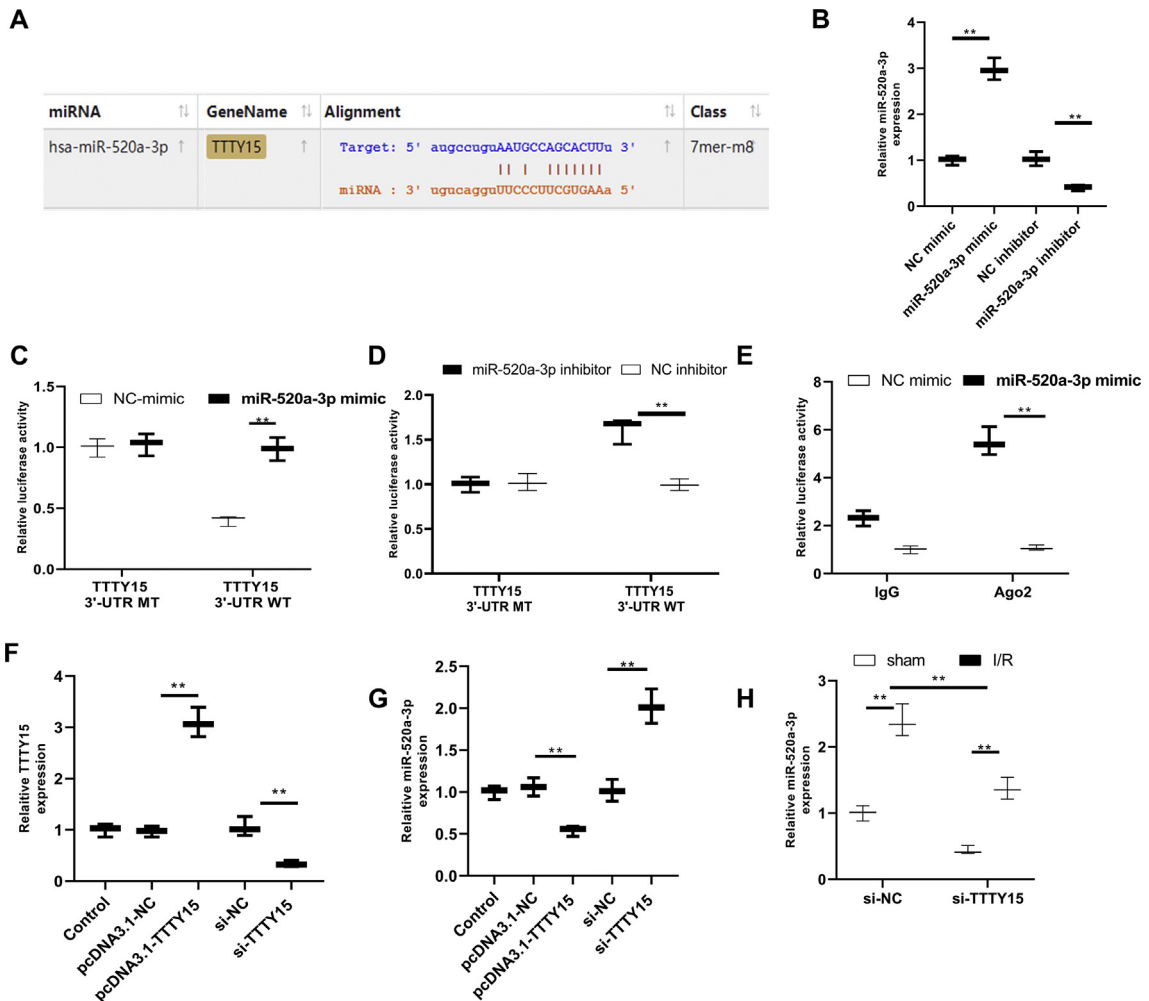 A
miRNA GeneName Alignment Class
hsa-miR-520a-3p TTTY15 Target: 5' augccuguAAUGCCAGCACUUu 3' 7mer-m8
miRNA : 3' ugucagguUUCCCUUCGUGAAa 5'
B
Relaitive miR-520a-3p
expression
4
3
2
1
0
**
**
NC mimic
miR-520a-3p mimic
NC inhibitor
miR-520a-3p inhibitor
C
NC-mimic miR-520a-3p mimic
Relative luciferase activity
1.5
1.0
0.5
0.0
**
TTTY15
3'-UTR MT
TTTY15
3'-UTR WT
D
miR-520a-3p inhibitor NC inhibitor
Relative luciferase activity
2.0
1.5
1.0
0.5
0.0
**
TTTY15
3'-UTR MT
TTTY15
3'-UTR WT
E
NC mimic miR-520a-3p mimic
Relative luciferase activity
8
6
4
2
0
**
IgG
Ago2
F
Relaitive TTTY15
expression
4
3
2
1
0
**
**
Control
pcDNA3.1-NC
pcDNA3.1-TTTY15
si-NC
si-TTTY15
G
Relaitive miR-520a-3p
expression
2.5
2.0
1.5
1.0
0.5
0.0
**
**
Control
pcDNA3.1-NC
pcDNA3.1-TTTY15
si-NC
si-TTTY15
H
sham I/R
Relaitive miR-520a-3p
expression
3
2
1
0
**
**
**
si-NC
si-TTTY15